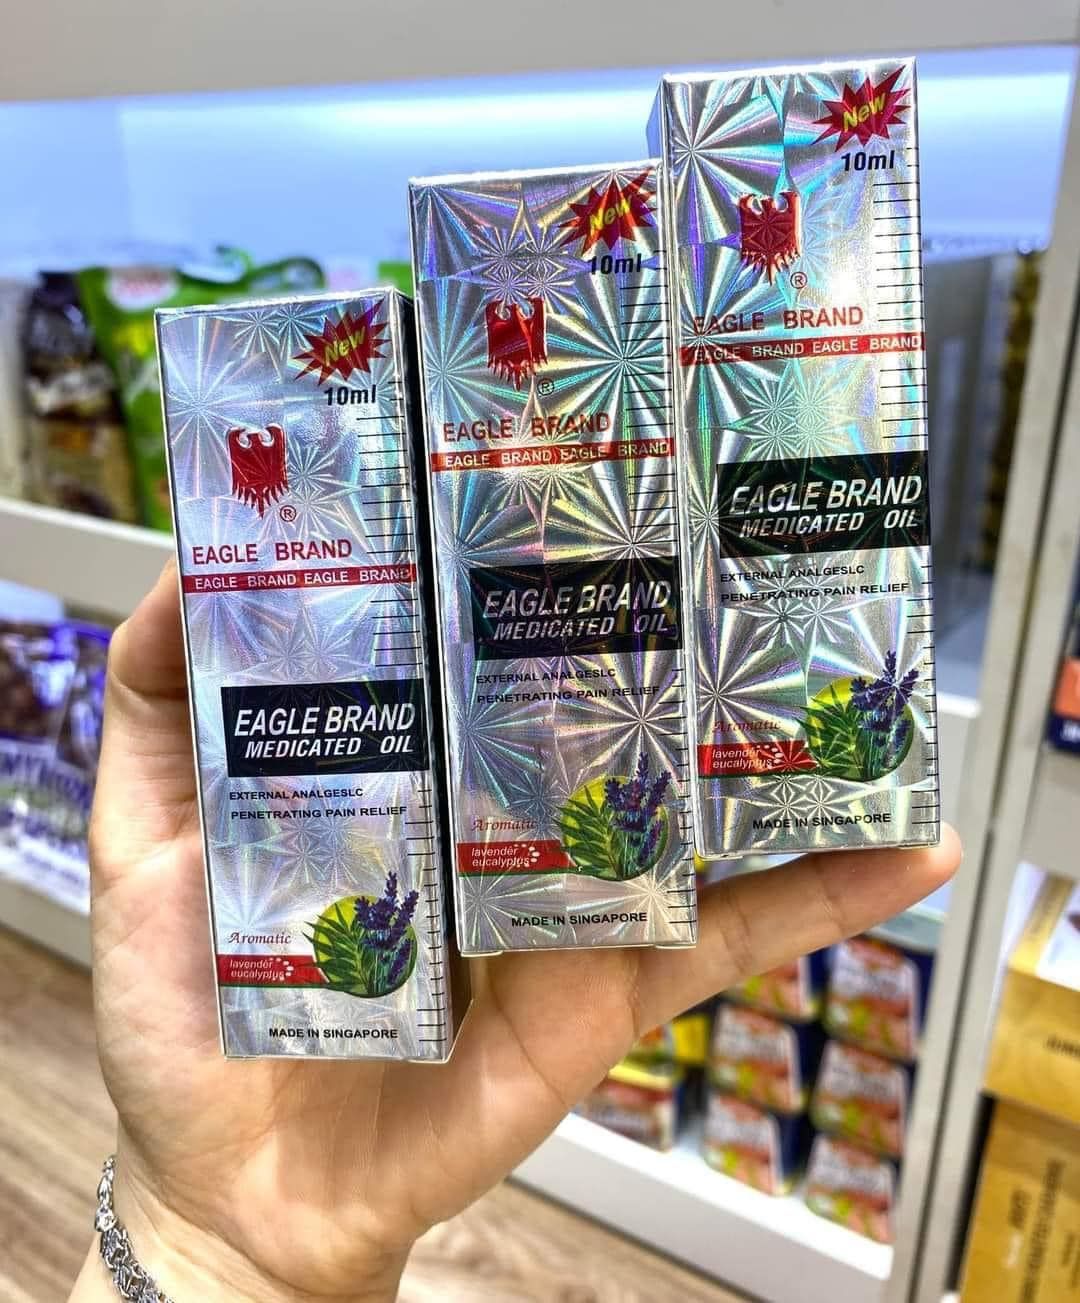 New
10ml
®
EAGLE BRAND
EAGLE BRAND EAGLE BRAND
EAGLE BRAND
MEDICATED OIL
EXTERNAL ANALGESLC
PENETRATING PAIN RELIEF
Aromatic
lavender
eucalyptus
MADE IN SINGAPORE
New
10ml
®
EAGLE BRAND
EAGLE BRAND EAGLE BRAND
EAGLE BRAND
MEDICATED OIL
EXTERNAL ANALGESLC
PENETRATING PAIN RELIEF
Aromatic
lavender
eucalyptus
MADE IN SINGAPORE
New
10ml
®
EAGLE BRAND
EAGLE BRAND EAGLE BRAND
EAGLE BRAND
MEDICATED OIL
EXTERNAL ANALGESLC
PENETRATING PAIN RELIEF
Aromatic
lavender
eucalyptus
MADE IN SINGAPORE